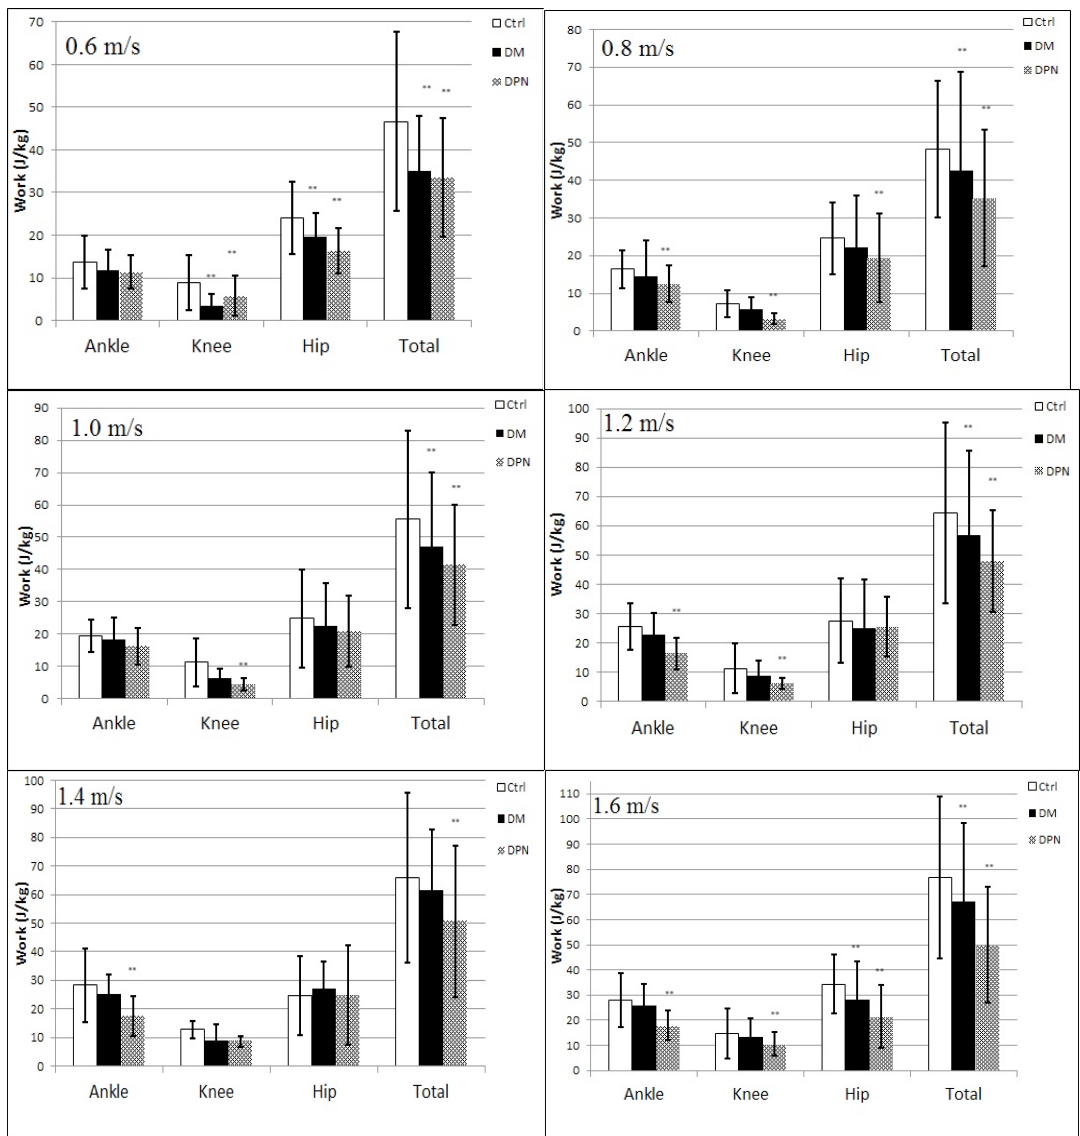 0.6 m/s
Work (J/kg)
70
60
50
40
30
20
10
0
** ** ** ** ** **
Ankle Knee Hip Total
Ctrl
DM
DPN
0.8 m/s
Work (J/kg)
80
70
60
50
40
30
20
10
0
** ** ** ** **
Ankle Knee Hip Total
Ctrl
DM
DPN
1.0 m/s
Work (J/kg)
90
80
70
60
50
40
30
20
10
0
** ** **
Ankle Knee Hip Total
Ctrl
DM
DPN
1.2 m/s
Work (J/kg)
100
90
80
70
60
50
40
30
20
10
0
** ** ** **
Ankle Knee Hip Total
Ctrl
DM
DPN
1.4 m/s
Work (J/kg)
100
90
80
70
60
50
40
30
20
10
0
** **
Ankle Knee Hip Total
Ctrl
DM
DPN
1.6 m/s
Work (J/kg)
110
100
90
80
70
60
50
40
30
20
10
0
** ** ** ** ** **
Ankle Knee Hip Total
Ctrl
DM
DPN